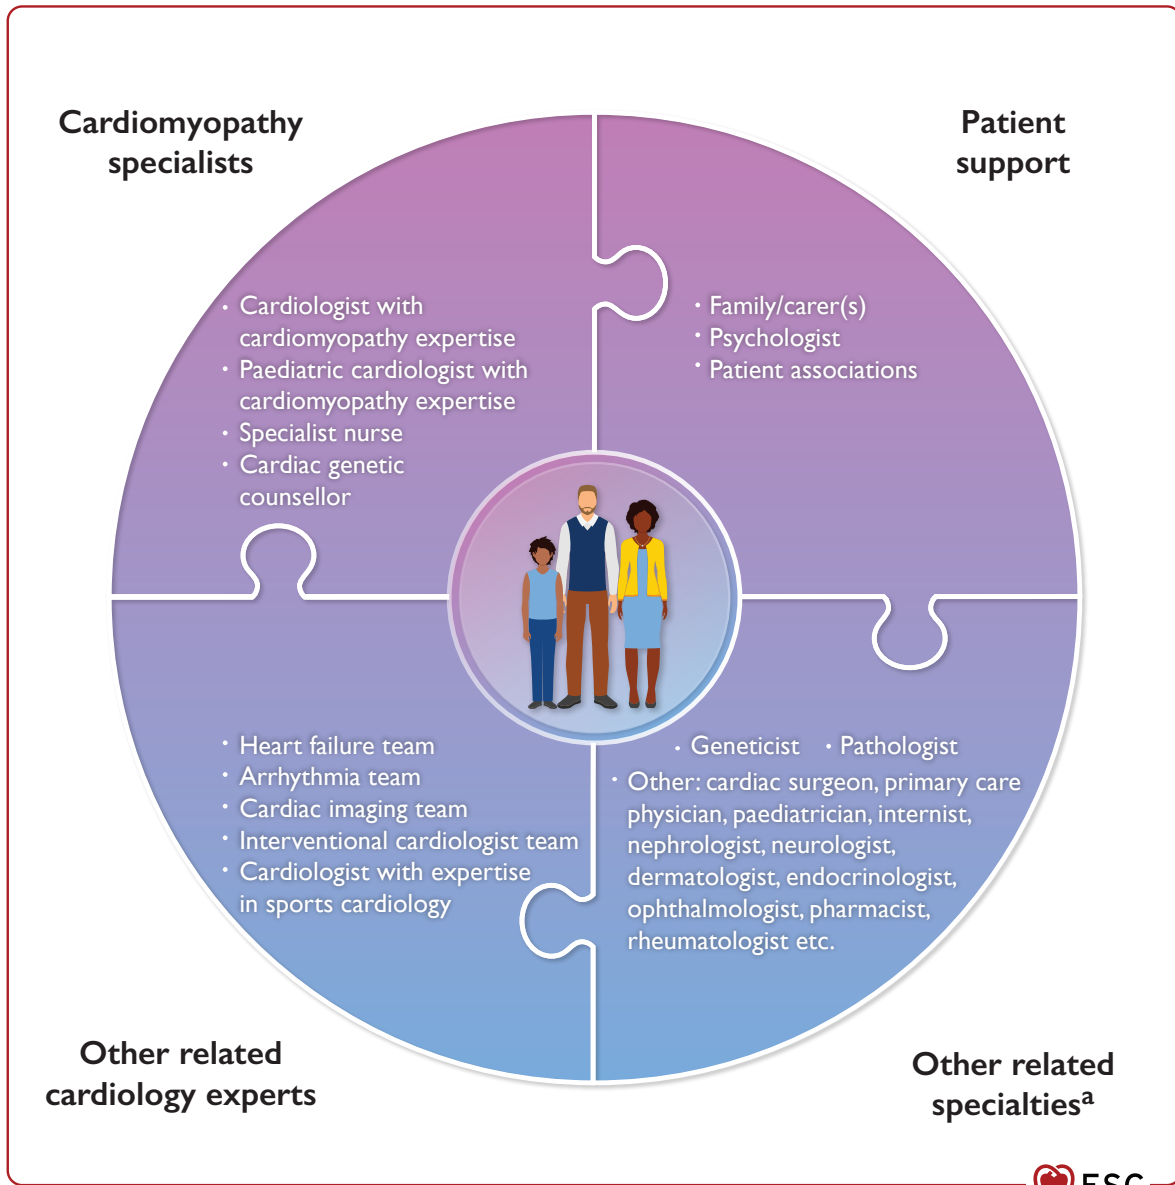 Cardiomyopathy
specialists
· Cardiologist with
cardiomyopathy expertise
· Paediatric cardiologist with
cardiomyopathy expertise
· Specialist nurse
· Cardiac genetic
counsellor
Patient
support
· Family/carer(s)
· Psychologist
· Patient associations
· Heart failure team
· Arrhythmia team
· Cardiac imaging team
· Interventional cardiologist team
· Cardiologist with expertise
in sports cardiology
Other related
cardiology experts
· Geneticist · Pathologist
· Other: cardiac surgeon, primary care
physician, paediatrician, internist,
nephrologist, neurologist,
dermatologist, endocrinologist,
ophthalmologist, pharmacist,
rheumatologist etc.
Other related
specialtiesᵃ
ESC